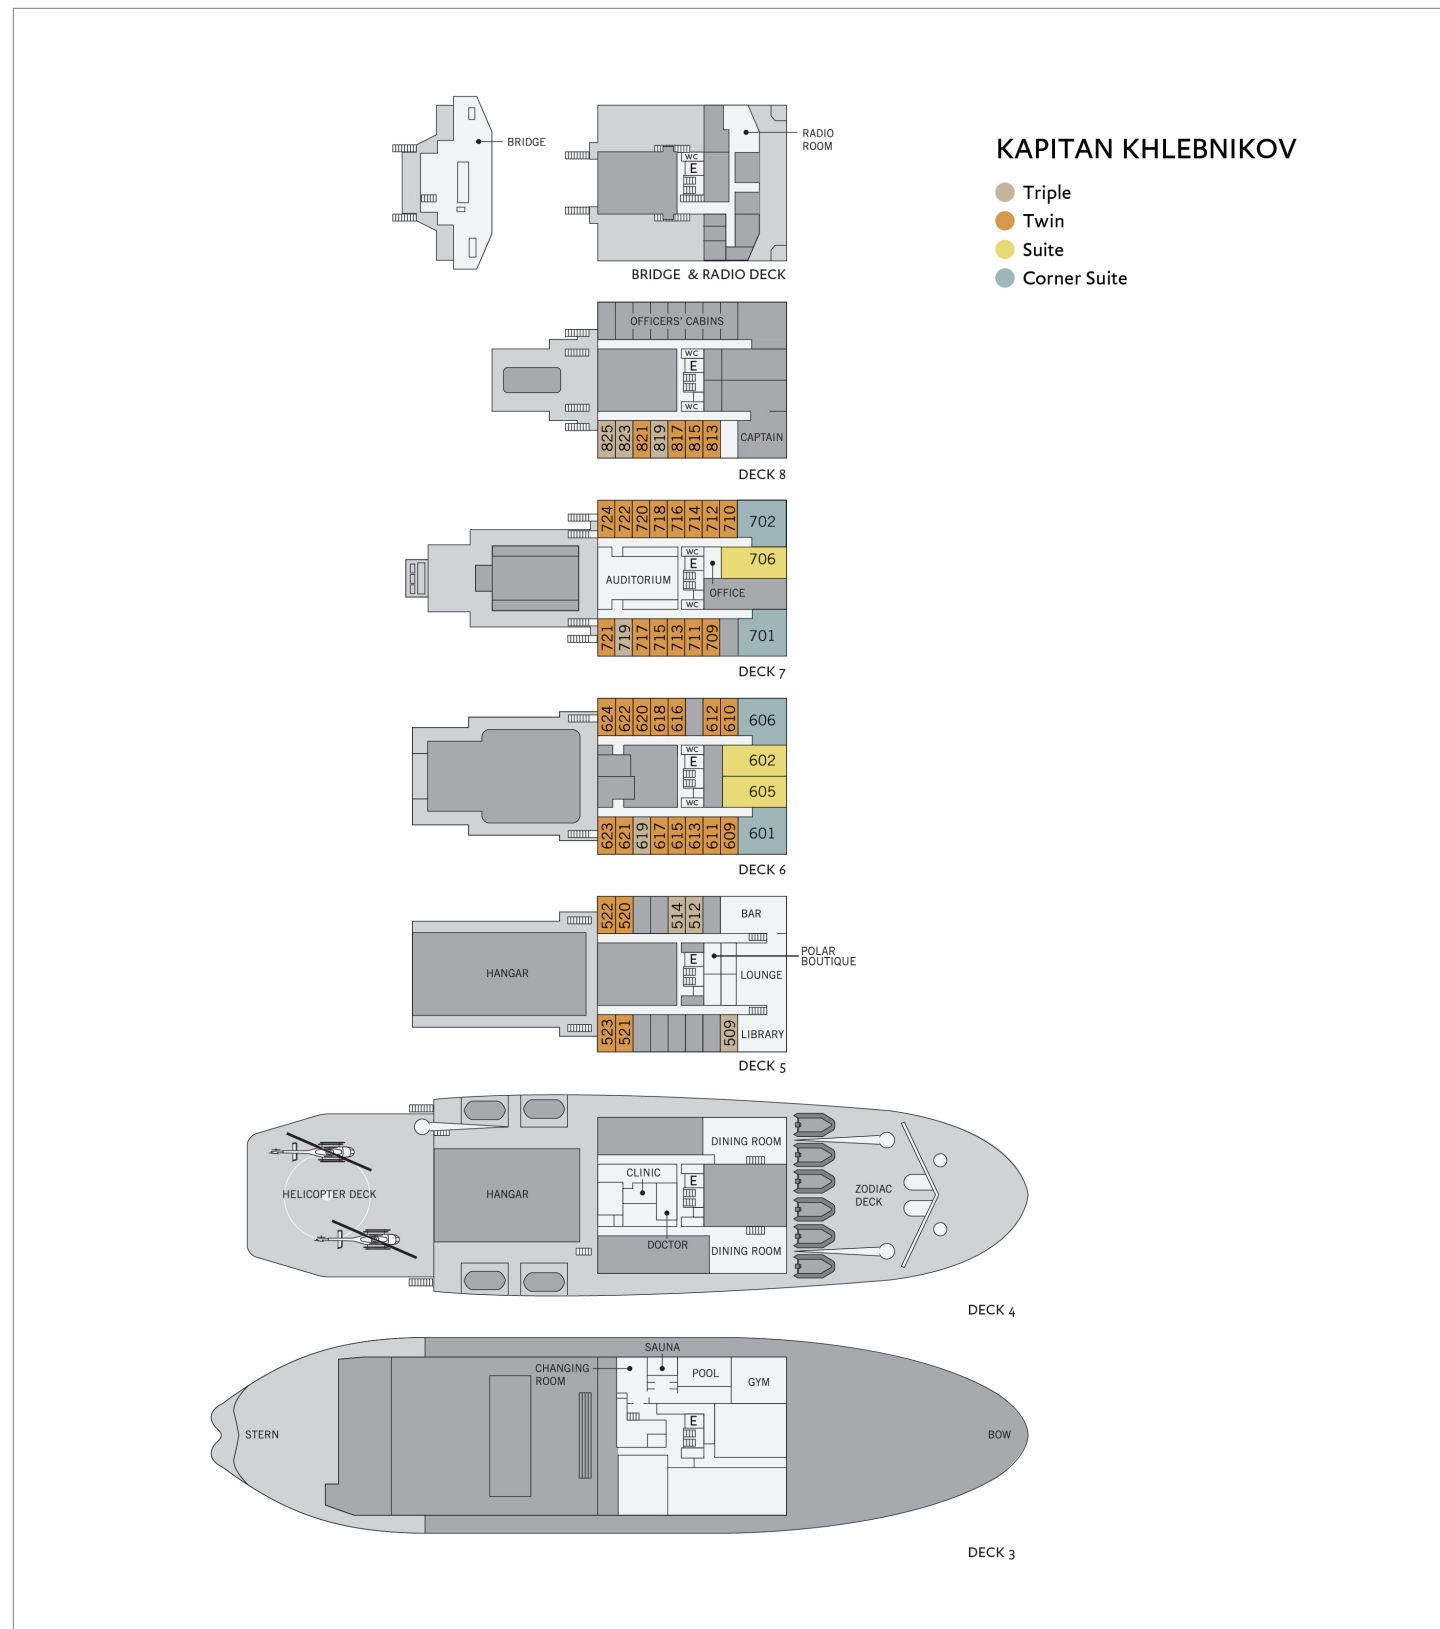 KAPITAN KHLEBNIKOV
Triple
Twin
Suite
Corner Suite
BRIDGE
RADIO
ROOM
WC
E
BRIDGE & RADIO DECK
OFFICERS' CABINS
WC
E
WC
825 823 821 819 817 815 813
CAPTAIN
DECK 8
724 722 720 718 716 714 712 710 702
WC
E
706
AUDITORIUM
OFFICE
WC
721 719 717 715 713 711 709 701
DECK 7
624 622 620 618 616 612 610 606
WC
E
602
605
WC
623 621 619 617 615 613 611 609 601
DECK 6
522 520 514 512 BAR
POLAR
BOUTIQUE
E
HANGAR
LOUNGE
523 521 509 LIBRARY
DECK 5
DINING ROOM
CLINIC
E
HELICOPTER DECK
HANGAR
ZODIAC
DECK
DOCTOR
DINING ROOM
DECK 4
SAUNA
CHANGING
ROOM
POOL
GYM
E
STERN
BOW
DECK 3